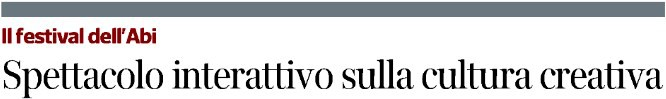 Il festival dell'Abi
Spettacolo interattivo sulla cultura creativa